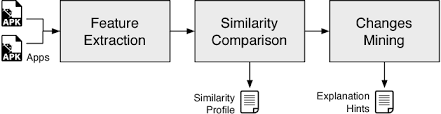 APK
APK
Apps
Feature
Extraction
Similarity
Comparison
Changes
Mining
Similarity
Profile
Explanation
Hints